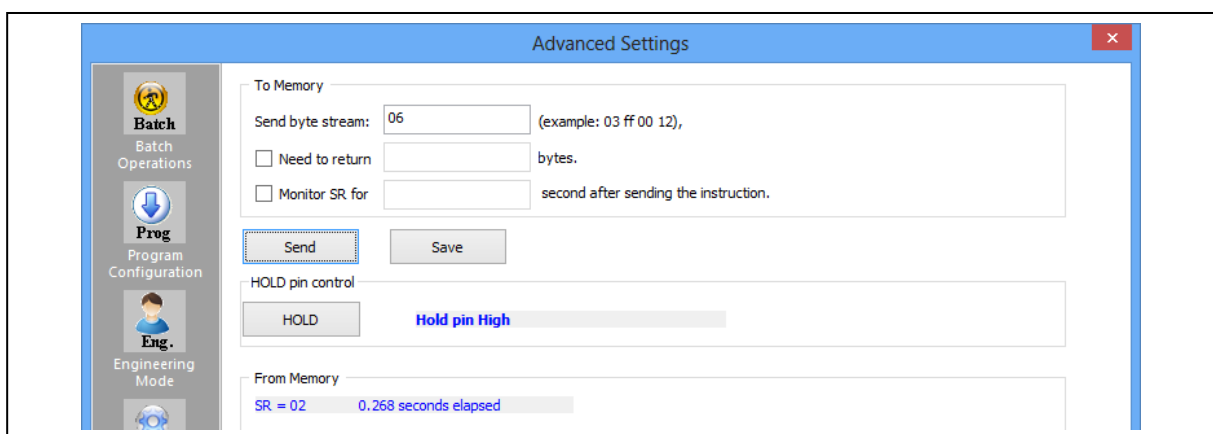 Advanced Settings
Batch
Batch
Operations
Prog
Program
Configuration
Eng.
Engineering
Mode
To Memory
Send byte stream: 06 (example: 03 ff 00 12),
Need to return bytes.
Monitor SR for second after sending the instruction.
Send Save
HOLD pin control
HOLD Hold pin High
From Memory
SR = 02 0.268 seconds elapsed